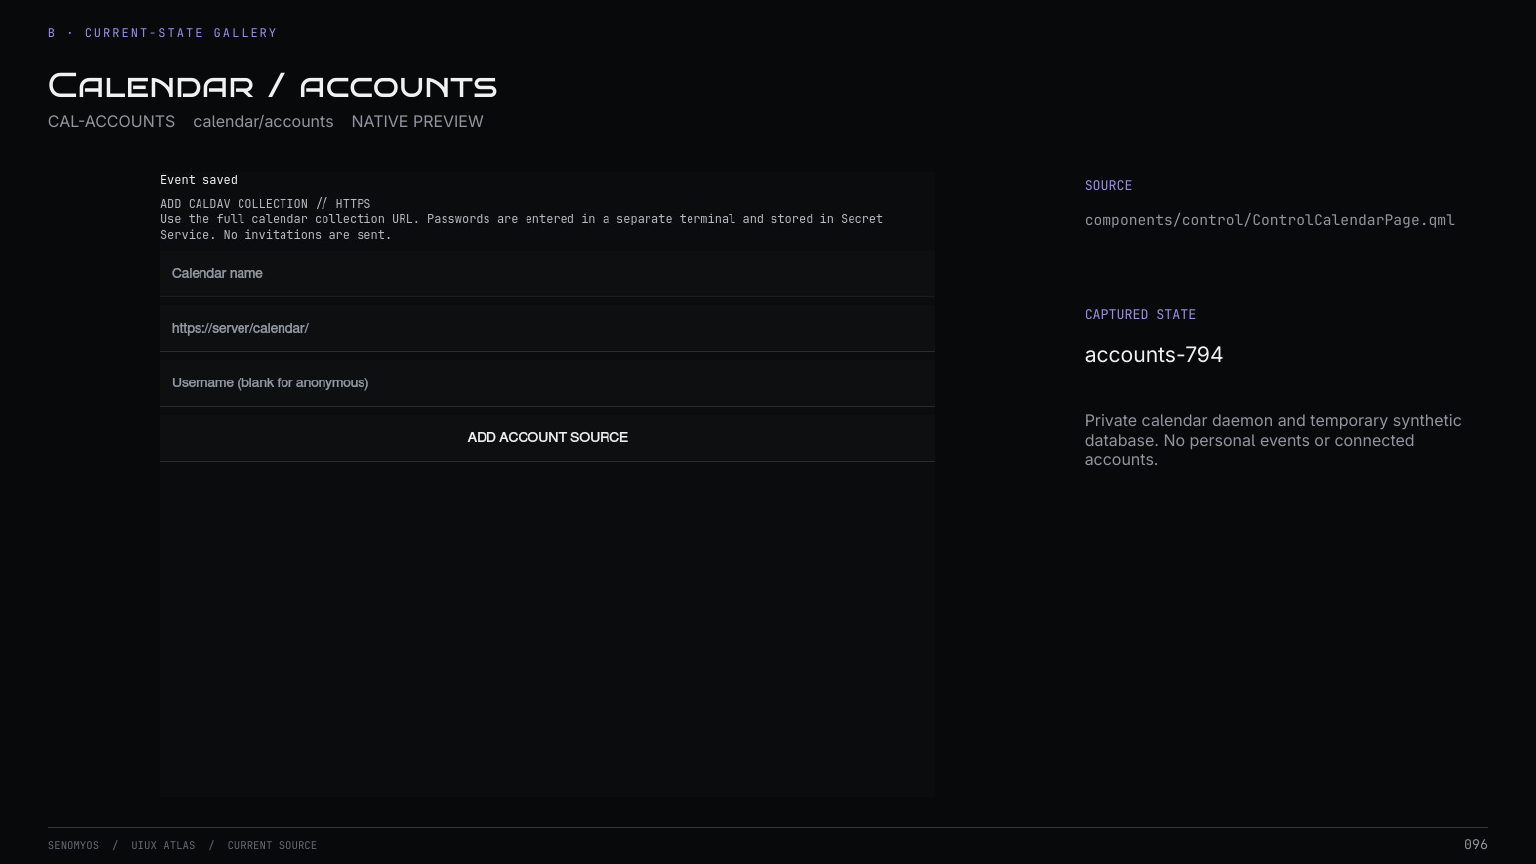 B · CURRENT-STATE GALLERY
Calendar / accounts
CAL-ACCOUNTS calendar/accounts NATIVE PREVIEW
Event saved
ADD CALDAV COLLECTION // HTTPS
Use the full calendar collection URL. Passwords are entered in a separate terminal and stored in Secret
Service. No invitations are sent.
Calendar name
https://server/calendar/
Username (blank for anonymous)
ADD ACCOUNT SOURCE
SOURCE
components/control/ControlCalendarPage.qml
CAPTURED STATE
accounts-794
Private calendar daemon and temporary synthetic
database. No personal events or connected
accounts.
SENOMYOS / UIUX ATLAS / CURRENT SOURCE
096